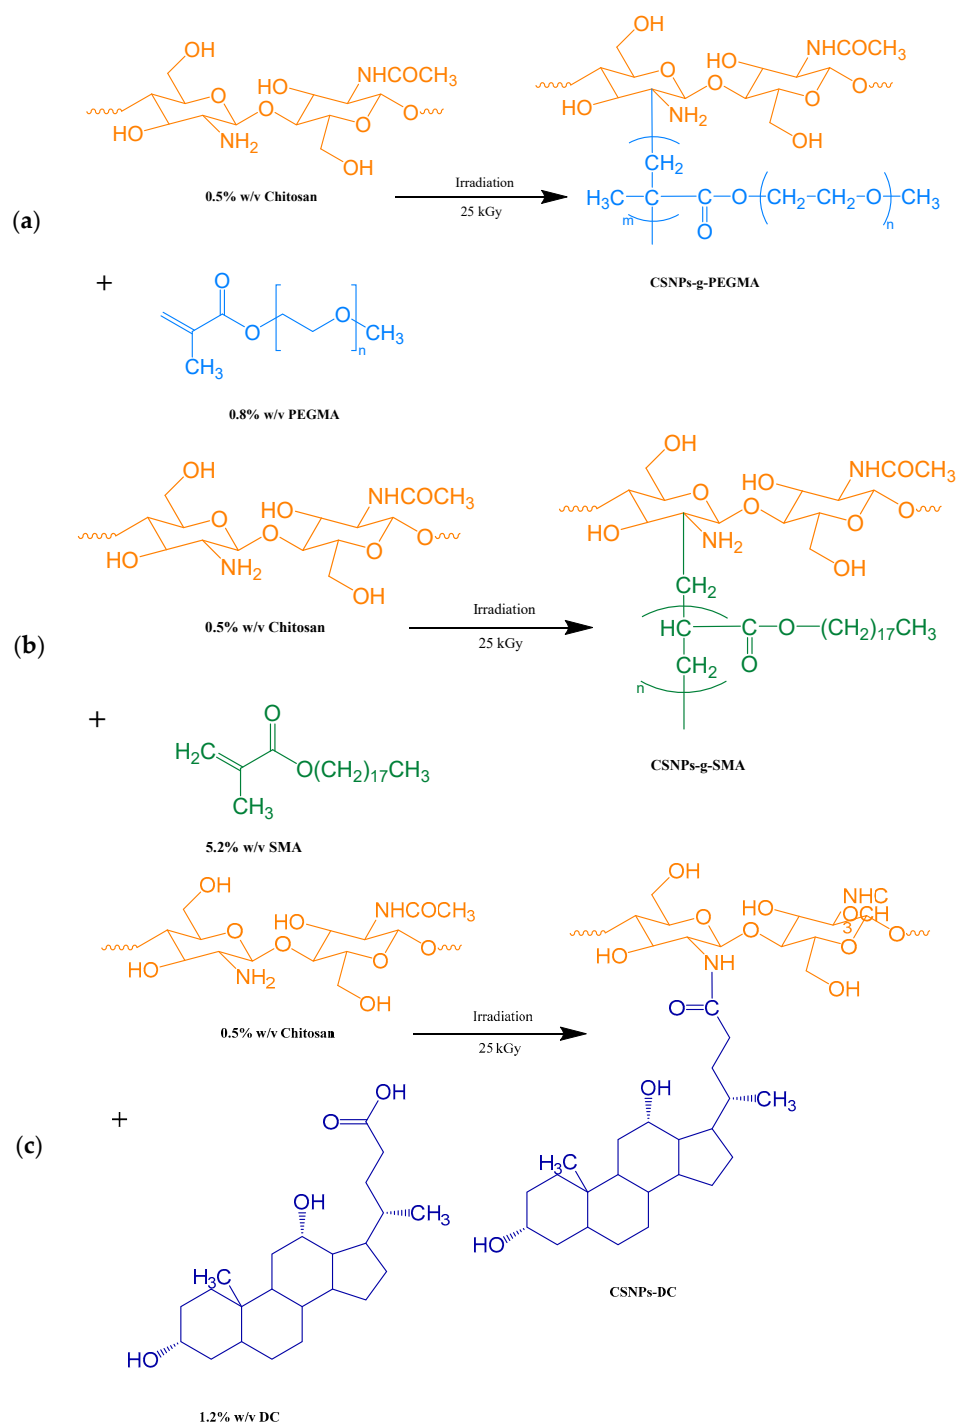 OH
NHCOCH3
HO
O
O
HO
O
O
NH2
OH
0.5% w/v Chitosan
Irradiation
25 kGy
OH
NHCOCH3
HO
O
O
HO
O
O
NH2
OH
CH2
H3C
C
C
O
CH2
CH2
O
CH3
m
O
n
CSNPs-g-PEGMA
(a)
+
O
O
O
CH3
n
CH3
0.8% w/v PEGMA
OH
NHCOCH3
HO
O
O
HO
O
O
NH2
OH
0.5% w/v Chitosan
Irradiation
25 kGy
OH
NHCOCH3
HO
O
O
HO
O
O
NH2
OH
CH2
HC
C
O
(CH2)17CH3
CH2
O
n
CSNPs-g-SMA
(b)
+
O
H2C
O(CH2)17CH3
CH3
5.2% w/v SMA
OH
NHCOCH3
HO
O
O
HO
O
O
NH2
OH
0.5% w/v Chitosan
Irradiation
25 kGy
OH
NHC
OCH
3
HO
O
O
HO
O
O
NH
OH
O
C
OH
CH3
H3C
HO
CSNPs-DC
(c)
+
OH
O
OH
CH3
H3C
HO
1.2% w/v DC